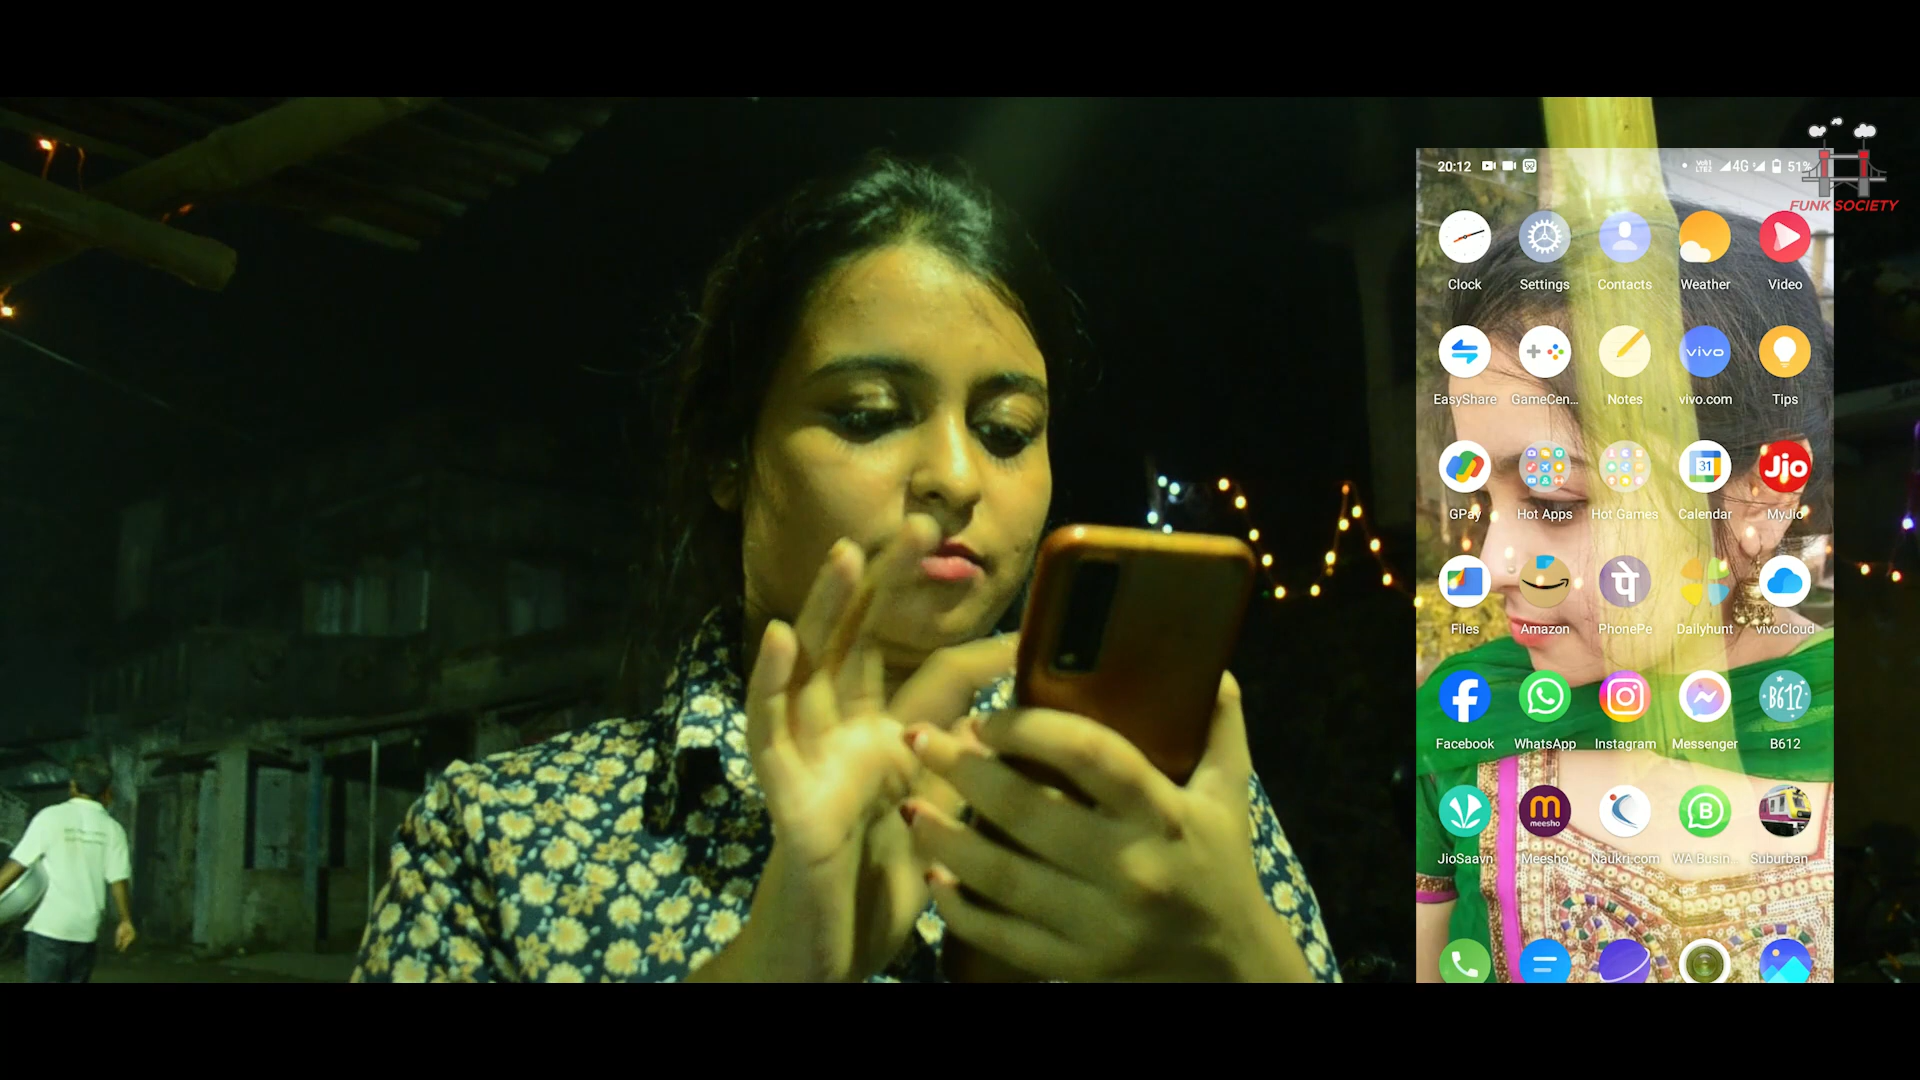 20:12
4G
51%
FUNK SOCIETY
Clock Settings Contacts Weather Video
vivo
EasyShare GameCen... Notes vivo.com Tips
31
Jio
GPay Hot Apps Hot Games Calendar MyJio
पे
Files Amazon PhonePe Dailyhunt vivoCloud
B612
Facebook WhatsApp Instagram Messenger B612
m
meesho
B
JioSaavn Meesho Naukri.com WA Busin... Suburban